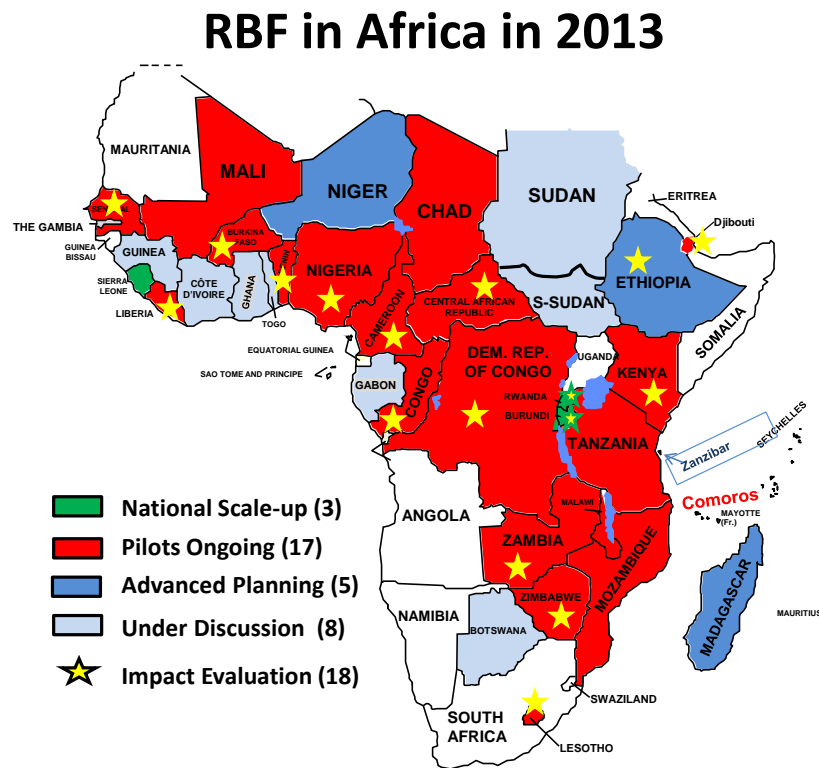 RBF in Africa in 2013
MAURITANIA
MALI
NIGER
CHAD
SUDAN
ERITREA
Djibouti
SENEGAL
THE GAMBIA
GUINEA
BISSAU
GUINEA
BURKINA
FASO
SIERRA
LEONE
CÔTE
D'IVOIRE
GHANA
LIBERIA
TOGO
NIGERIA
CAMEROON
CENTRAL AFRICAN
REPUBLIC
S-SUDAN
ETHIOPIA
SOMALIA
EQUATORIAL GUINEA
SAO TOME AND PRINCIPE
GABON
CONGO
DEM. REP.
OF CONGO
UGANDA
KENYA
RWANDA
BURUNDI
TANZANIA
Zanzibar
SEYCHELLES
Comoros
MAYOTTE
(Fr.)
ANGOLA
ZAMBIA
MALAWI
MOZAMBIQUE
ZIMBABWE
MADAGASCAR
MAURITIUS
NAMIBIA
BOTSWANA
SWAZILAND
SOUTH
AFRICA
LESOTHO
National Scale-up (3)
Pilots Ongoing (17)
Advanced Planning (5)
Under Discussion (8)
Impact Evaluation (18)